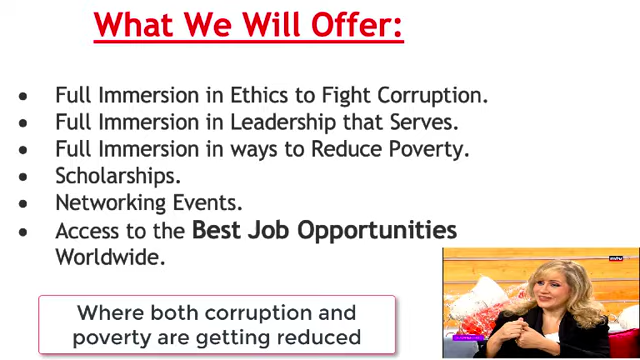 What We Will Offer:
• Full Immersion in Ethics to Fight Corruption.
• Full Immersion in Leadership that Serves.
• Full Immersion in ways to Reduce Poverty.
• Scholarships.
• Networking Events.
• Access to the Best Job Opportunities
Worldwide.
Where both corruption and
poverty are getting reduced